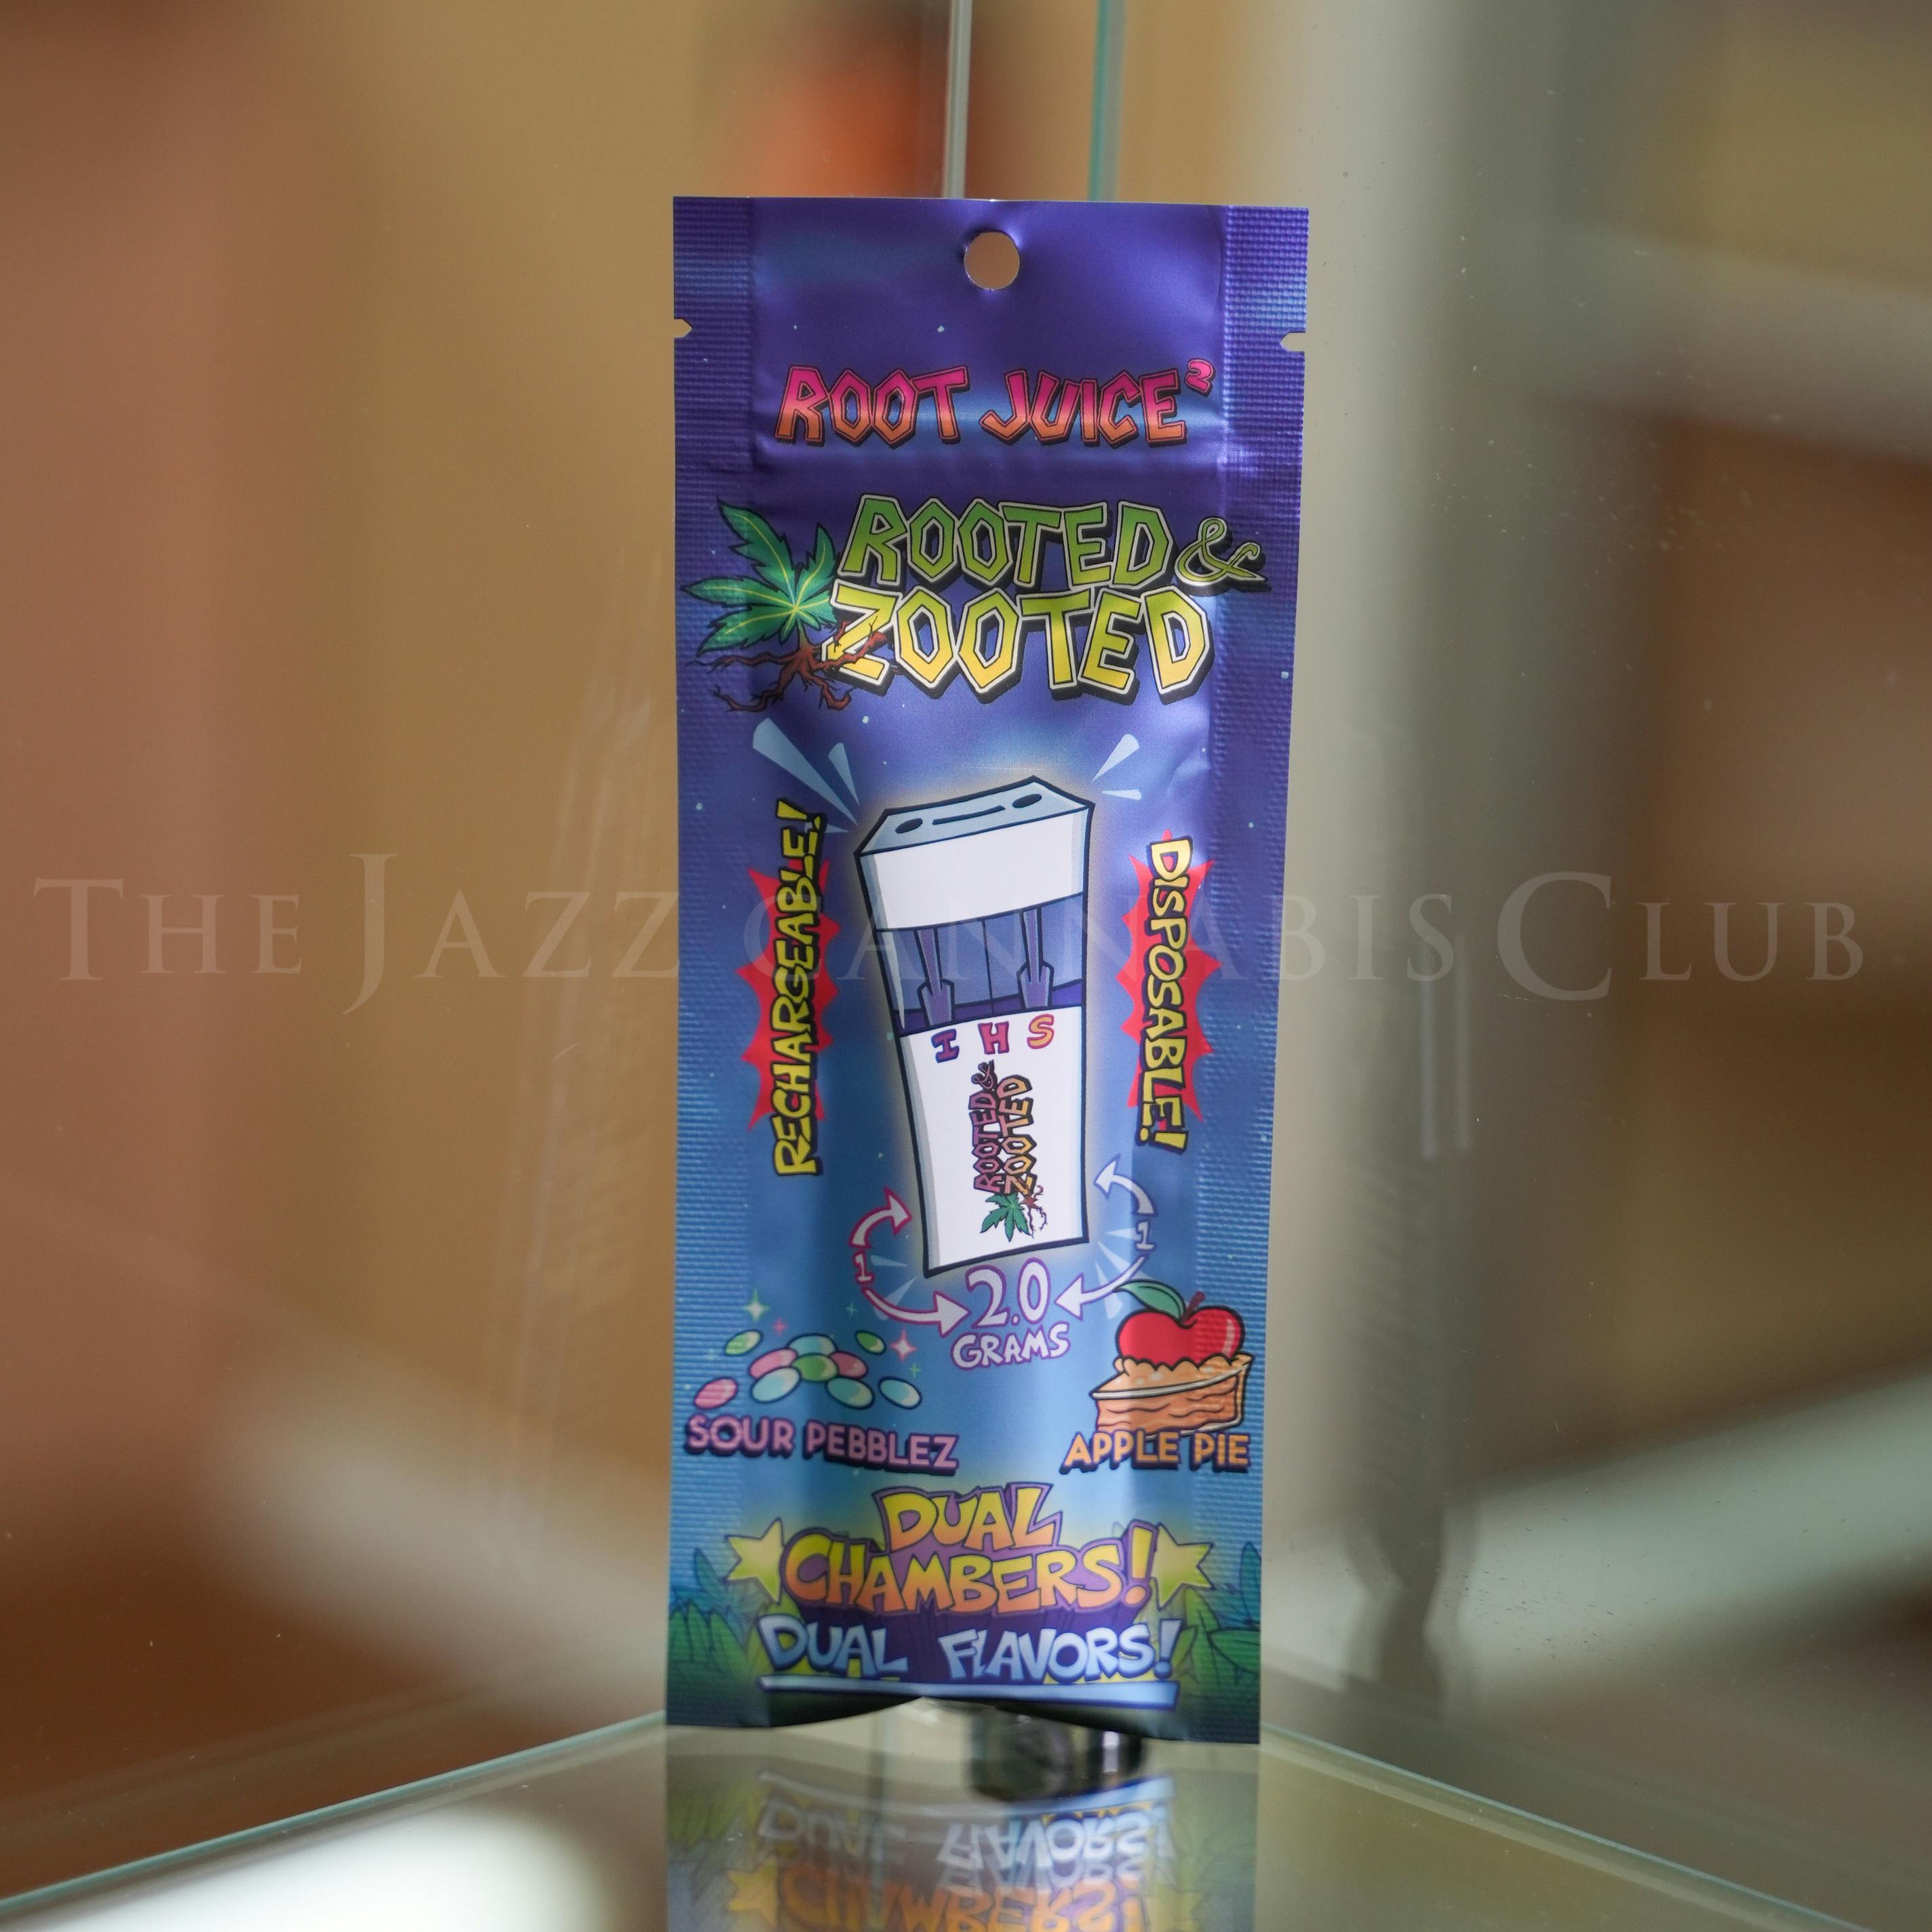 ROOT JUICE²
ROOTED &
ZOOTED
RECHARGEABLE!
DISPOSABLE!
THE JAZZ CANNABIS CLUB
I H S
ROOTED &
ZOOTED
1
1
2.0
GRAMS
SOUR PEBBLEZ
APPLE PIE
DUAL
CHAMBERS!
DUAL FLAVORS!